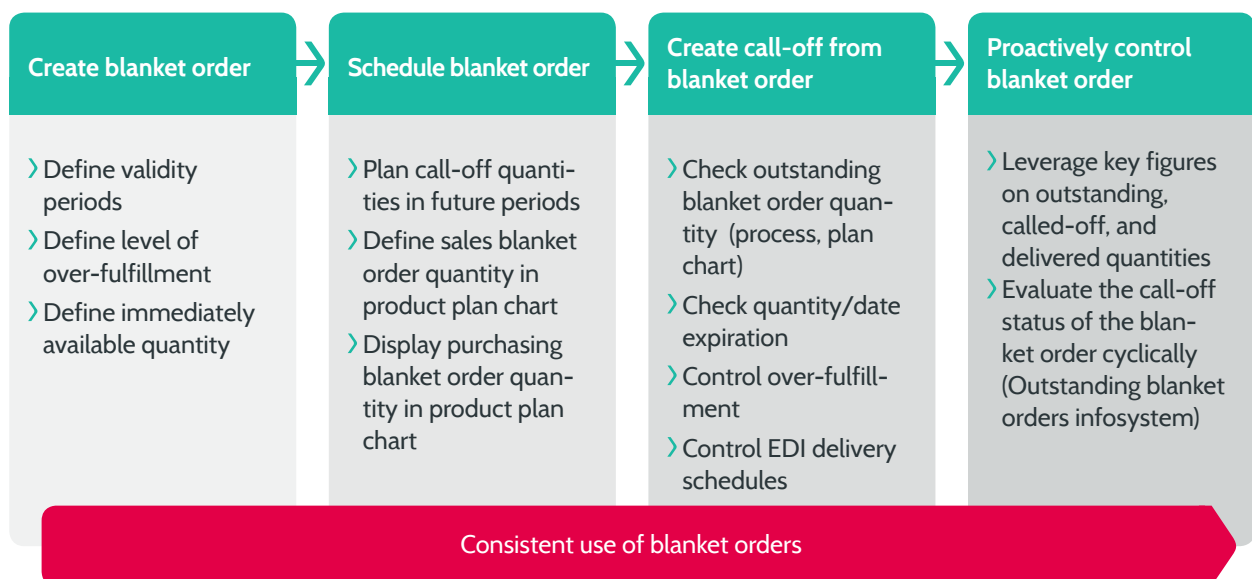 Create blanket order
Define validity
periods
Define level of
over-fulfillment
Define immediately
available quantity
Schedule blanket order
Plan call-off quanti-
ties in future periods
Define sales blanket
order quantity in
product plan chart
Display purchasing
blanket order quan-
tity in product plan
chart
Create call-off from
blanket order
Check outstanding
blanket order quan-
tity (process, plan
chart)
Check quantity/date
expiration
Control over-fulfill-
ment
Control EDI delivery
schedules
Proactively control
blanket order
Leverage key figures
on outstanding,
called-off, and
delivered quantities
Evaluate the call-off
status of the blan-
ket order cyclically
(Outstanding blanket
orders infosystem)
Consistent use of blanket orders